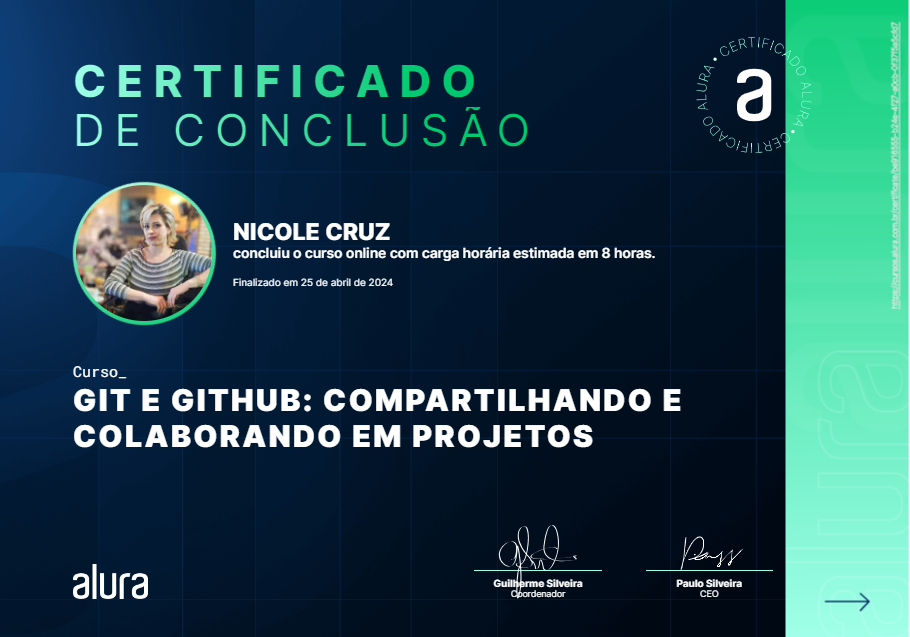 CERTIFICADO
DE CONCLUSÃO
CERTIFICADO ALURA • CERTIFICADO ALURA •
a
NICOLE CRUZ
concluiu o curso online com carga horária estimada em 8 horas.
Finalizado em 25 de abril de 2024
Curso_
GIT E GITHUB: COMPARTILHANDO E
COLABORANDO EM PROJETOS
alura
Guilherme Silveira
Coordenador
Paulo Silveira
CEO
alura